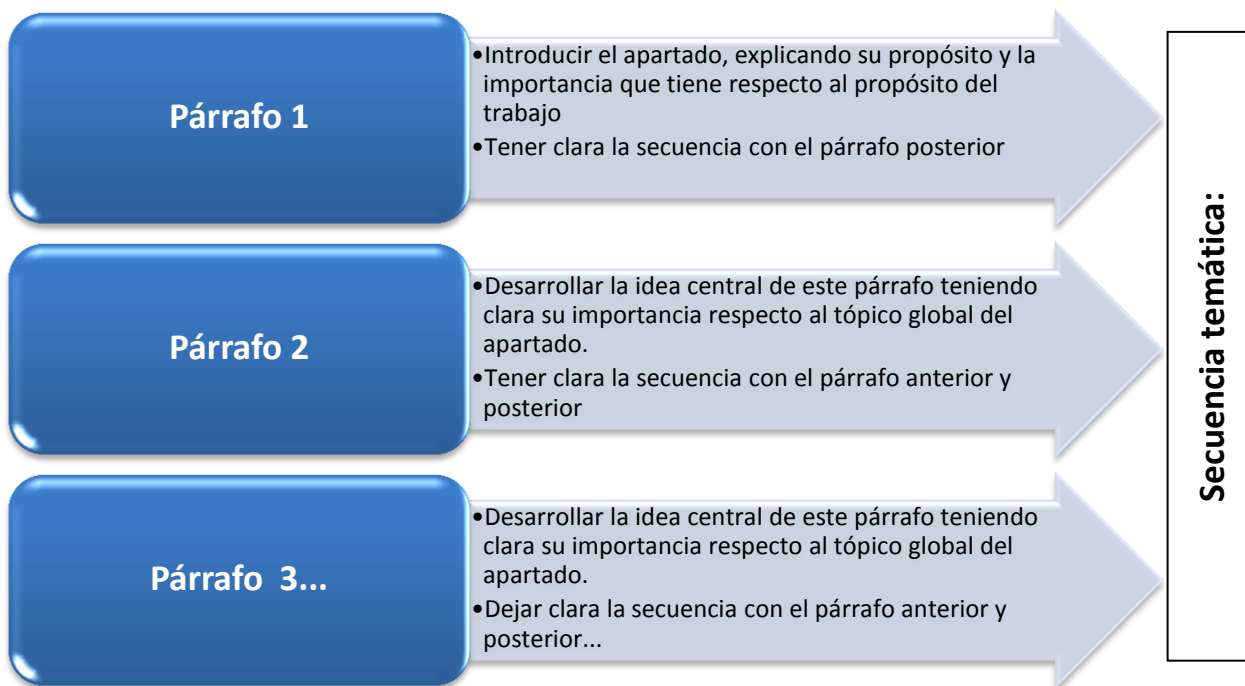 Párrafo 1
•Introducir el apartado, explicando su propósito y la
importancia que tiene respecto al propósito del
trabajo
•Tener clara la secuencia con el párrafo posterior
Párrafo 2
•Desarrollar la idea central de este párrafo teniendo
clara su importancia respecto al tópico global del
apartado.
•Tener clara la secuencia con el párrafo anterior y
posterior
Párrafo 3...
•Desarrollar la idea central de este párrafo teniendo
clara su importancia respecto al tópico global del
apartado.
•Dejar clara la secuencia con el párrafo anterior y
posterior...
Secuencia temática: